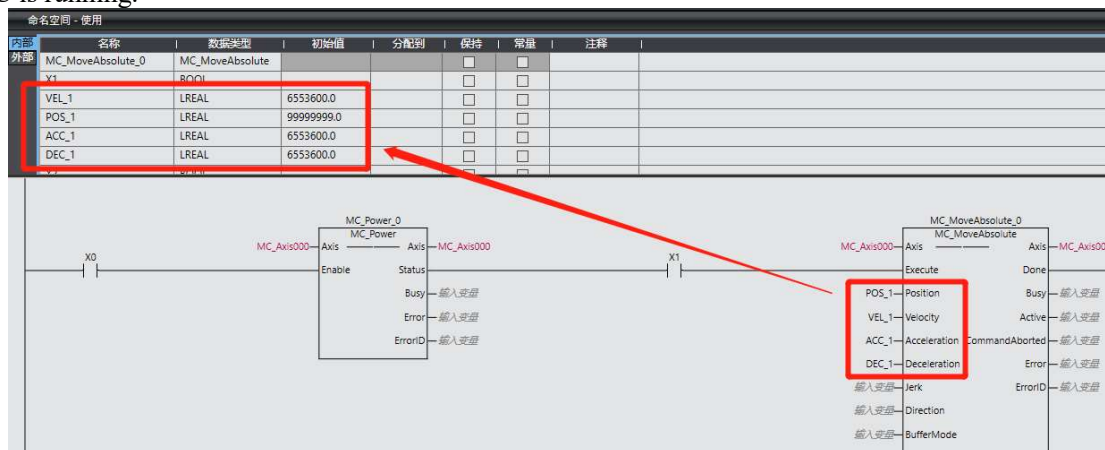 is running.
命名空间 - 使用
内部 名称 数据类型 初始值 分配到 保持 常量 注释
外部 MC_MoveAbsolute_0 MC_MoveAbsolute
X1 BOOL
VEL_1 LREAL 6553600.0
POS_1 LREAL 99999999.0
ACC_1 LREAL 6553600.0
DEC_1 LREAL 6553600.0
MC_Power_0 MC_MoveAbsolute_0
MC_Power MC_MoveAbsolute
MC_Axis000 Axis Axis MC_Axis000 MC_Axis000 Axis Axis MC_Axis00
X0 Enable Status X1 Execute Done
Busy 输入变量 POS_1 Position Busy 输入变量
Error 输入变量 VEL_1 Velocity Active 输入变量
ErrorID 输入变量 ACC_1 Acceleration CommandAborted 输入变量
DEC_1 Deceleration Error 输入变量
输入变量 Jerk ErrorID 输入变量
输入变量 Direction
输入变量 BufferMode